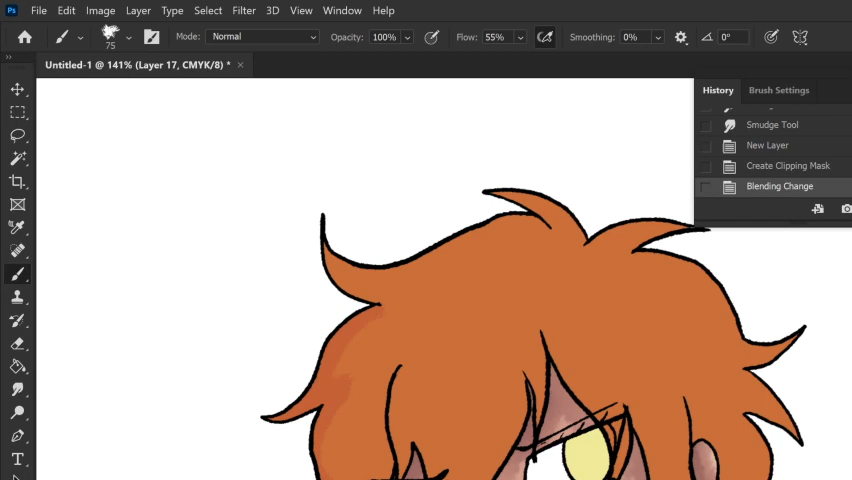 Ps File Edit Image Layer Type Select Filter 3D View Window Help
75 Mode: Normal Opacity: 100% Flow: 55% Smoothing: 0% 0°
Untitled-1 @ 141% (Layer 17, CMYK/8) * ×
History Brush Settings
Smudge Tool
New Layer
Create Clipping Mask
Blending Change